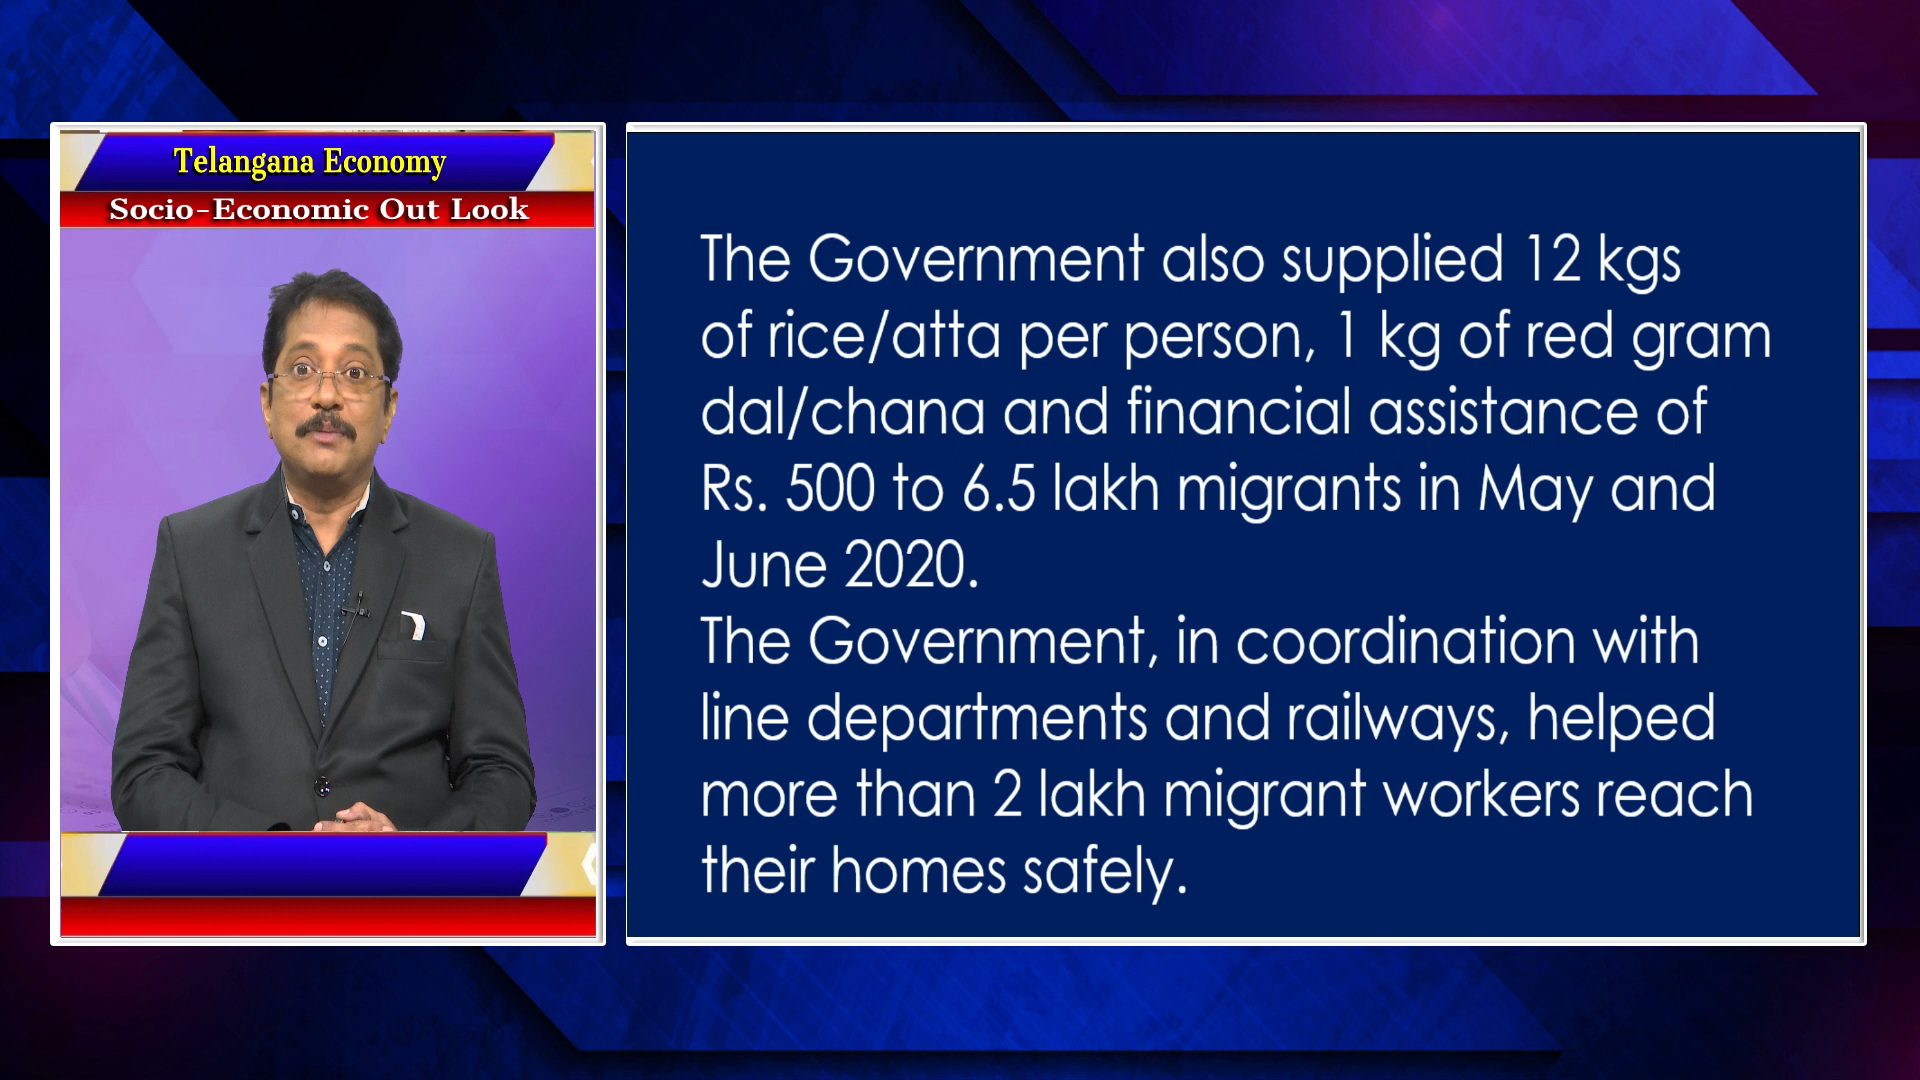 Telangana Economy
Socio-Economic Out Look
The Government also supplied 12 kgs
of rice/atta per person, 1 kg of red gram
dal/chana and financial assistance of
Rs. 500 to 6.5 lakh migrants in May and
June 2020.
The Government, in coordination with
line departments and railways, helped
more than 2 lakh migrant workers reach
their homes safely.